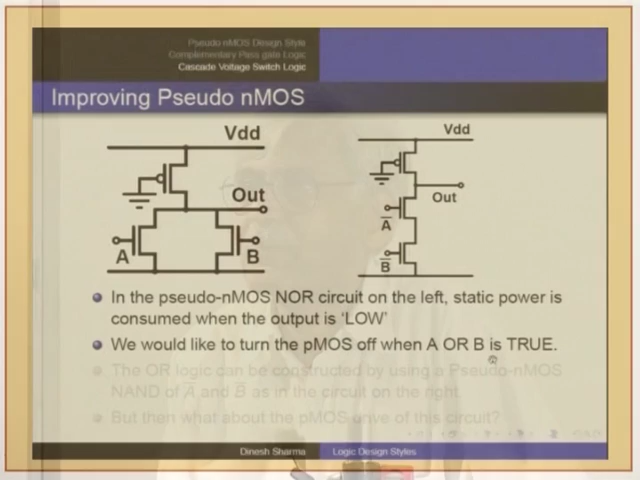 Pseudo nMOS Design Style
Complementary Pass gate Logic
Cascade Voltage Switch Logic
Improving Pseudo nMOS
Vdd
Out
A
B
Vdd
Out
A̅
B̅
In the pseudo-nMOS NOR circuit on the left, static power is
consumed when the output is ‘LOW’
We would like to turn the pMOS off when A OR B is TRUE.
The OR logic can be constructed by using a Pseudo-nMOS
NAND of A̅ and B̅ as in the circuit on the right.
But then what about the pMOS drive of this circuit?
Dinesh Sharma
Logic Design Styles